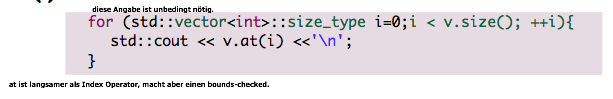 diese Angabe ist unbedingt nötig.
for (std::vector<int>::size_type i=0;i < v.size(); ++i){
std::cout << v.at(i) <<'\n';
}
at ist langsamer als Index Operator, macht aber einen bounds-checked.